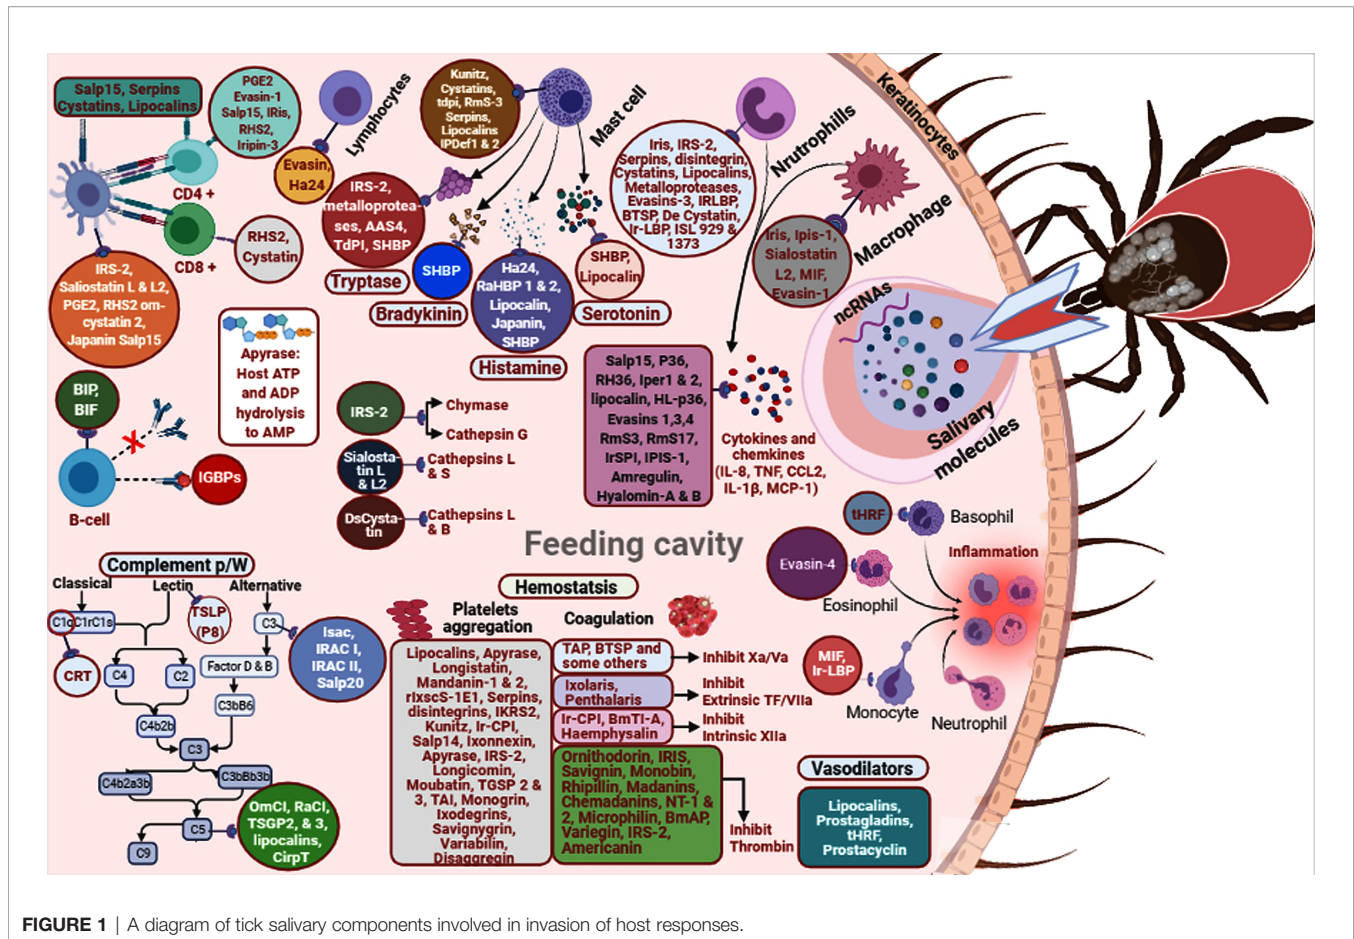 Salp15, Serpins
Cystatins, Lipocalins
PGE2
Evasin-1
Salp15, IRis,
RHS2,
Iripin-3
CD4 +
CD8 +
RHS2,
Cystatin
IRS-2,
Saliostatin L & L2,
PGE2, RHS2 om-
cystatin 2,
Japanin Salp15
Lymphocytes
Evasin,
Ha24
Kunitz,
Cystatins,
tdpi, RmS-3
Serpins,
Lipocalins
IPDef1 & 2
Mast cell
IRS-2,
metalloprotea-
ses, AAS4,
TdPI, SHBP
Tryptase
SHBP
Bradykinin
Ha24,
RaHBP 1 & 2,
Lipocalin,
Japanin,
SHBP
Histamine
SHBP,
Lipocalin
Serotonin
Iris, IRS-2,
Serpins, disintegrin,
Cystatins, Lipocalins,
Metalloproteases,
Evasins-3, IRLBP,
BTSP, De Cystatin,
Ir-LBP, ISL 929 &
1373
Nrutrophills
Iris, Ipis-1,
Sialostatin
L2, MIF,
Evasin-1
Macrophage
Keratinocytes
ncRNAs
Salivary
molecules
Apyrase:
Host ATP
and ADP
hydrolysis
to AMP
BIP,
BIF
B-cell
IGBPs
IRS-2
Chymase
Cathepsin G
Sialosta-
tin L
& L2
Cathepsins L
& S
DsCysta-
tin
Cathepsins L
& B
Salp15, P36,
RH36, Iper1 & 2,
lipocalin, HL-p36,
Evasins 1,3,4
RmS3, RmS17,
IrSPI, IPIS-1,
Amregulin,
Hyalomin-A & B
Cytokines and
chemkines
(IL-8, TNF, CCL2,
IL-1β, MCP-1)
Feeding cavity
tHRF
Basophil
Evasin-4
Eosinophil
Inflammation
MIF,
Ir-LBP
Monocyte
Neutrophil
Complement p/W
Classical
Lectin
Alternative
C1qC1rC1s
CRT
TSLP
(P8)
C3
Isac,
IRAC I,
IRAC II,
Salp20
C4
C2
Factor D & B
C3bB6
C4b2b
C3
C4b2a3b
C3bBb3b
C5
C9
OmCI, RaCI,
TSGP2, & 3,
lipocalins,
CirpT
Hemostatsis
Platelets
aggregation
Lipocalins, Apyrase,
Longistatin,
Mandanin-1 & 2,
rIxscS-1E1, Serpins,
disintegrins, IKRS2,
Kunitz, Ir-CPI,
Salp14, Ixonnexin,
Apyrase, IRS-2,
Longicomin,
Moubatin, TGSP 2 &
3, TAI, Monogrin,
Ixodegrins,
Savignygrin,
Variabilin,
Disaggregin
Coagulation
TAP, BTSP and
some others
Inhibit Xa/Va
Ixolaris,
Penthalaris
Inhibit
Extrinsic TF/VIIa
Ir-CPI, BmTI-A,
Haemphysalin
Inhibit
Intrinsic XIIa
Ornithodorin, IRIS,
Savignin, Monobin,
Rhipillin, Madanins,
Chemadanins, NT-1 &
2, Microphilin, BmAP,
Variegin, IRS-2,
Americanin
Inhibit
Thrombin
Vasodilators
Lipocalins,
Prostagladins,
tHRF,
Prostacyclin
FIGURE 1 | A diagram of tick salivary components involved in invasion of host responses.